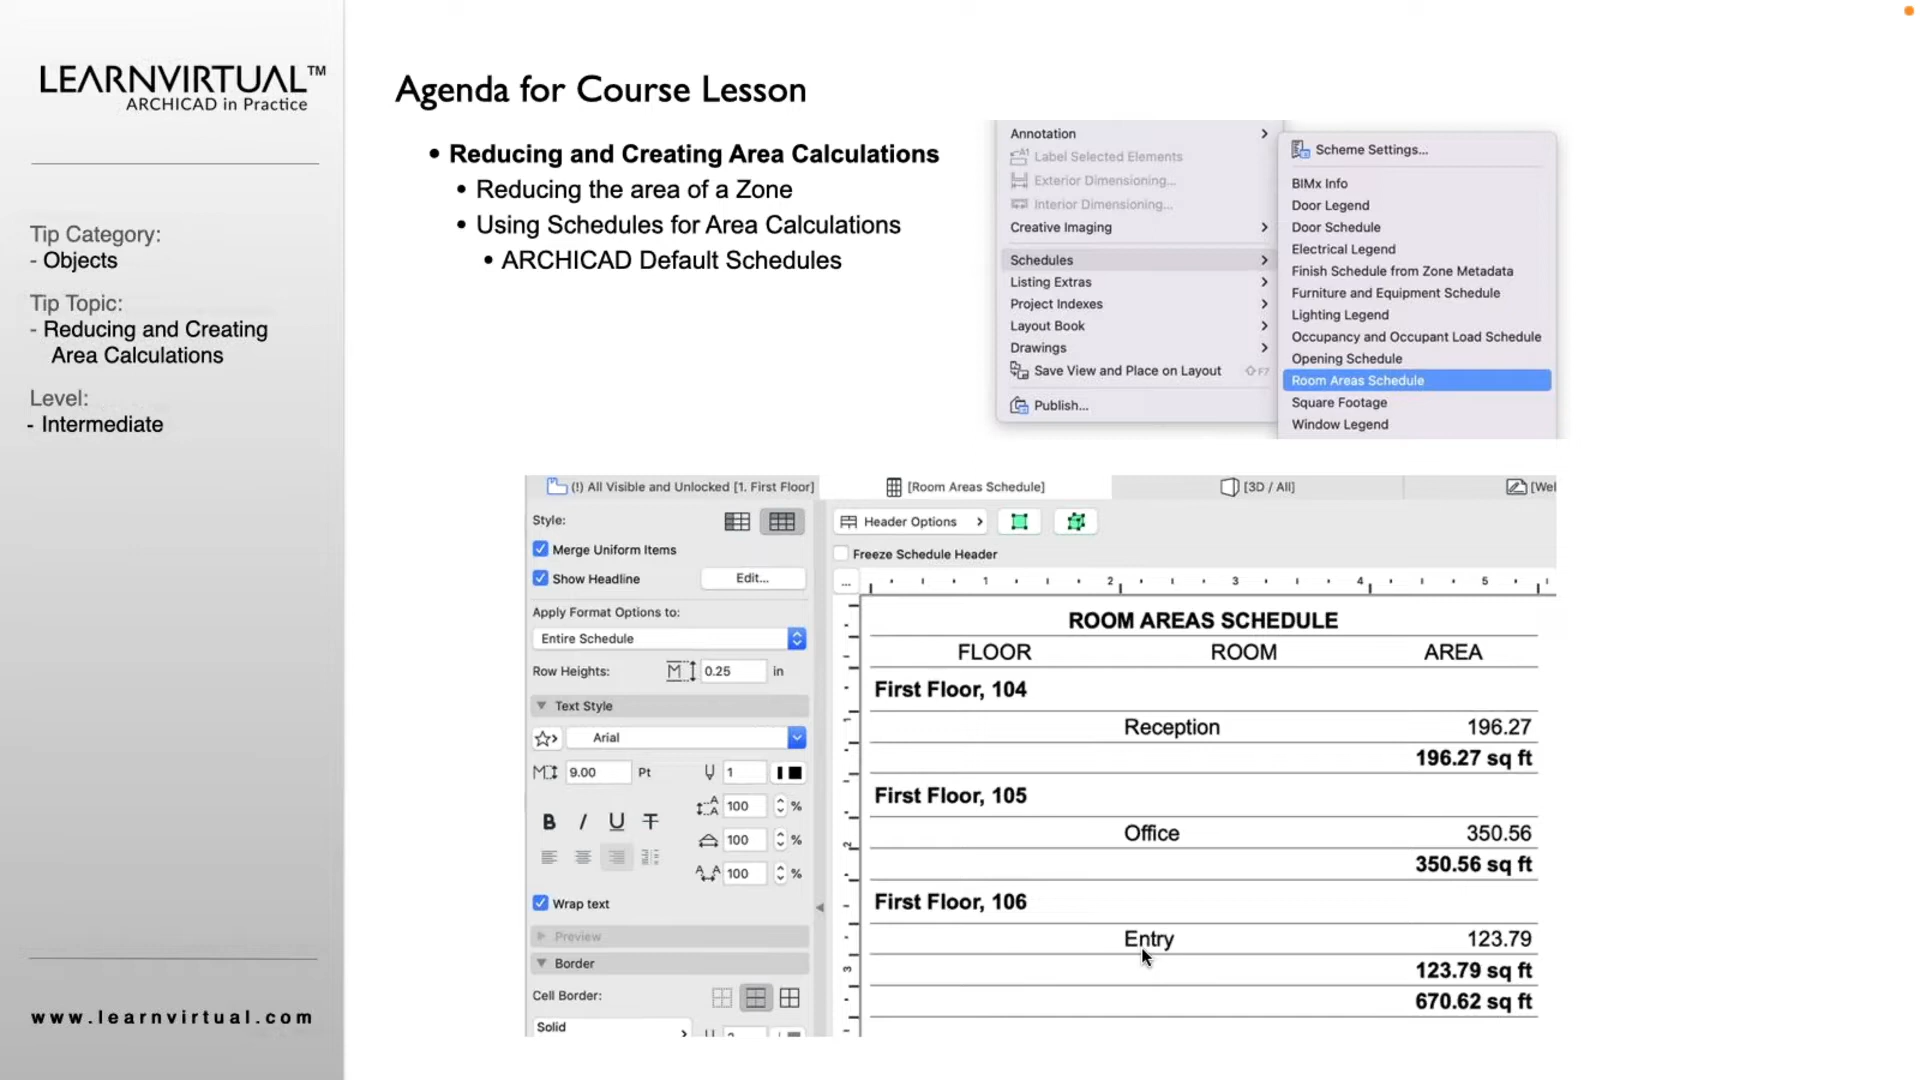 LEARNVIRTUAL™
ARCHICAD in Practice
Tip Category:
- Objects
Tip Topic:
- Reducing and Creating
Area Calculations
Level:
- Intermediate
www.learnvirtual.com
Agenda for Course Lesson
• Reducing and Creating Area Calculations
• Reducing the area of a Zone
• Using Schedules for Area Calculations
• ARCHICAD Default Schedules
Annotation
Label Selected Elements
Exterior Dimensioning...
Interior Dimensioning...
Creative Imaging
Schedules
Listing Extras
Project Indexes
Layout Book
Drawings
Save View and Place on Layout ⇧F7
Publish...
Scheme Settings...
BIMx Info
Door Legend
Door Schedule
Electrical Legend
Finish Schedule from Zone Metadata
Furniture and Equipment Schedule
Lighting Legend
Occupancy and Occupant Load Schedule
Opening Schedule
Room Areas Schedule
Square Footage
Window Legend
(!) All Visible and Unlocked [1. First Floor]
[Room Areas Schedule]
[3D / All]
Style:
Merge Uniform Items
Show Headline Edit...
Apply Format Options to:
Entire Schedule
Row Heights: 0.25 in
Text Style
Arial
9.00 Pt 1
100 %
B I U T
100 %
100 %
Wrap text
Preview
Border
Cell Border:
Solid
Header Options
Freeze Schedule Header
... 1 2 3 4 5
1
2
3
ROOM AREAS SCHEDULE
FLOOR ROOM AREA
First Floor, 104
Reception 196.27
196.27 sq ft
First Floor, 105
Office 350.56
350.56 sq ft
First Floor, 106
Entry 123.79
123.79 sq ft
670.62 sq ft